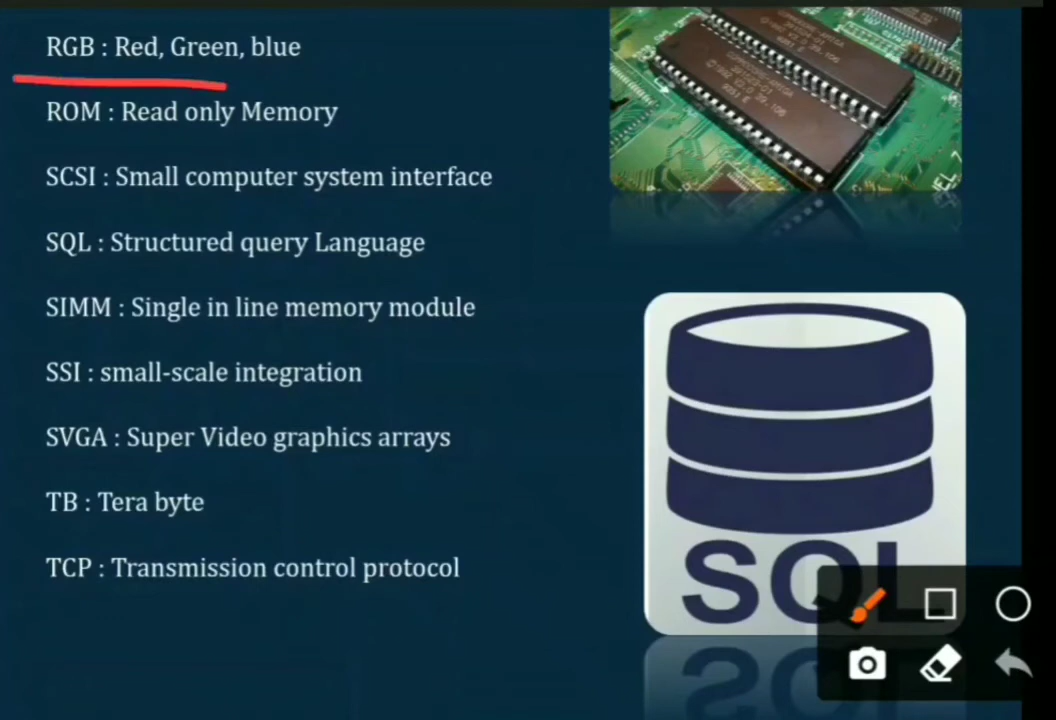 RGB : Red, Green, blue
ROM : Read only Memory
SCSI : Small computer system interface
SQL : Structured query Language
SIMM : Single in line memory module
SSI : small-scale integration
SVGA : Super Video graphics arrays
TB : Tera byte
TCP : Transmission control protocol
SQL